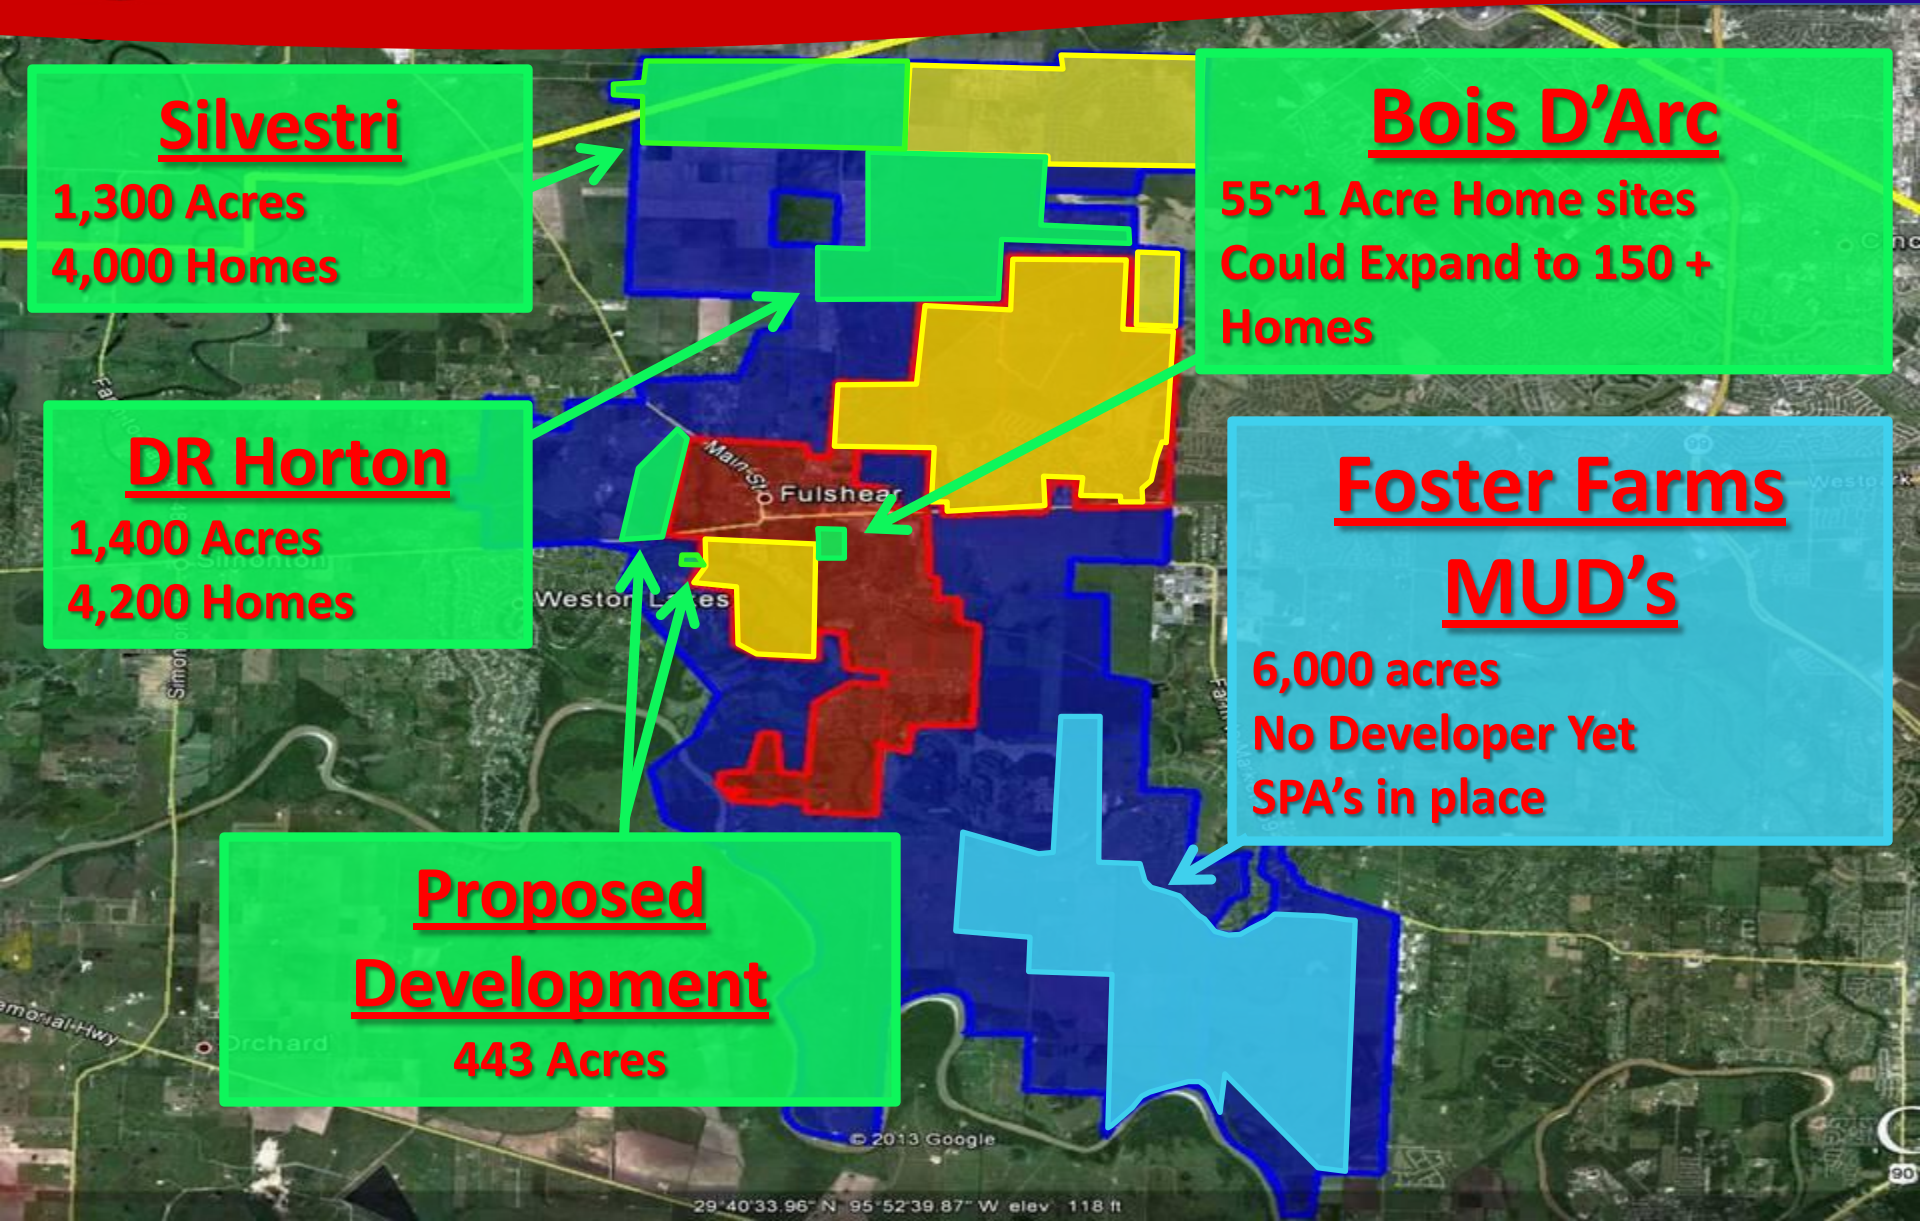 Silvestri
1,300 Acres
4,000 Homes
Bois D’Arc
55~1 Acre Home sites
Could Expand to 150 +
Homes
DR Horton
1,400 Acres
4,200 Homes
Foster Farms
MUD’s
6,000 acres
No Developer Yet
SPA’s in place
Proposed
Development
443 Acres
Main St
Fulshear
Simonton
Weston Lakes
Orchard
99
90
© 2013 Google
29°40'33.96" N 95°52'39.87" W elev 118 ft